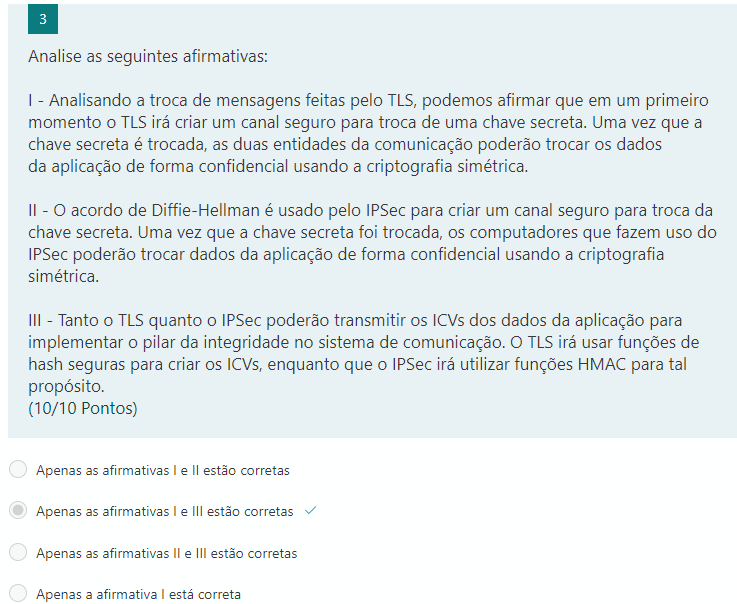 3
Analise as seguintes afirmativas:
I - Analisando a troca de mensagens feitas pelo TLS, podemos afirmar que em um primeiro
momento o TLS irá criar um canal seguro para troca de uma chave secreta. Uma vez que a
chave secreta é trocada, as duas entidades da comunicação poderão trocar os dados
da aplicação de forma confidencial usando a criptografia simétrica.
II - O acordo de Diffie-Hellman é usado pelo IPSec para criar um canal seguro para troca da
chave secreta. Uma vez que a chave secreta foi trocada, os computadores que fazem uso do
IPSec poderão trocar dados da aplicação de forma confidencial usando a criptografia
simétrica.
III - Tanto o TLS quanto o IPSec poderão transmitir os ICVs dos dados da aplicação para
implementar o pilar da integridade no sistema de comunicação. O TLS irá usar funções de
hash seguras para criar os ICVs, enquanto que o IPSec irá utilizar funções HMAC para tal
propósito.
(10/10 Pontos)
Apenas as afirmativas I e II estão corretas
Apenas as afirmativas I e III estão corretas
Apenas as afirmativas II e III estão corretas
Apenas a afirmativa I está correta